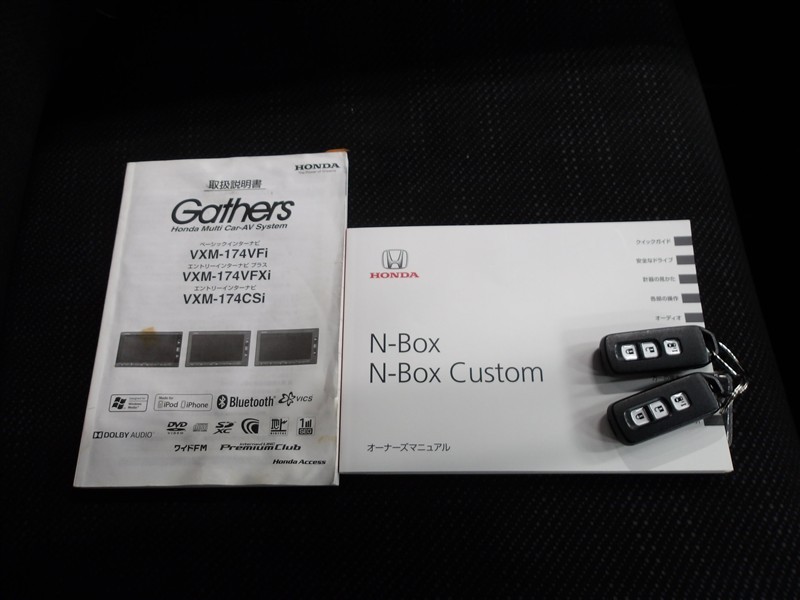 HONDA
取扱説明書
Gathers
Honda Multi Car-AV System
ベーシックインターナビ
VXM-174VFi
エントリーインターナビ プラス
VXM-174VFXi
エントリーインターナビ
VXM-174CSi
iPod iPhone
Bluetooth
VICS
DOLBY AUDIO
DVD
SD XC
ワイドFM
PremiumClub
Honda Access
HONDA
N-Box
N-Box Custom
オーナーズマニュアル
クイックガイド
安全なドライブ
計器の見かた
各部の操作
オーディオ